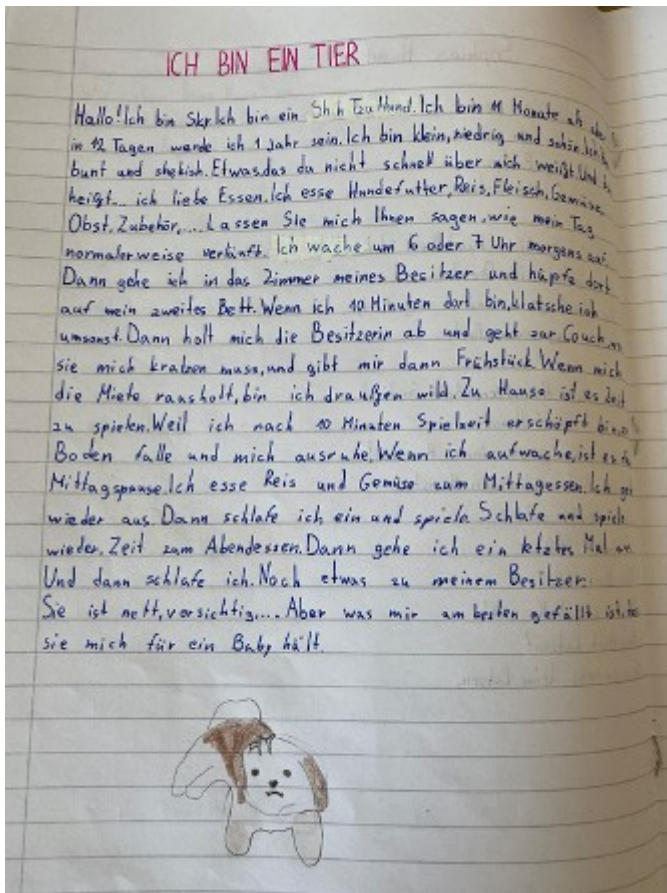 ICH BIN EIN TIER
Hallo! Ich bin Sky. Ich bin ein Shih Tzu Hund. Ich bin 11 Monate alt aber
in 12 Tagen werde ich 1 Jahr sein. Ich bin klein, niedrig und schön. bin
bunt und shekish. Etwas, das du nicht schnell über mich weißt. Und
heißt... ich liebe Essen. Ich esse Hundefutter, Reis, Fleisch, Gemüse,
Obst, Zubehör,.... Lassen Sie mich Ihnen sagen, wie mein Tag
normalerweise verläuft. Ich wache um 6 oder 7 Uhr morgens auf.
Dann gehe ich in das Zimmer meines Besitzer und hüpfe dort
auf mein zweites Bett. Wenn ich 10 Minuten dort bin, klatsche ich
umsonst. Dann holt mich die Besitzerin ab und geht zur Couch,
sie mich kratzen muss, und gibt mir dann Frühstück. Wenn mich
die Miete rausholt, bin ich draußen wild. Zu Hause ist es Zeit
zu spielen. Weil ich nach 10 Minuten Spielzeit erschöpft bin,
Boden falle und mich ausruhe. Wenn ich aufwache, ist es
Mittagspause. Ich esse Reis und Gemüse zum Mittagessen. Ich
wieder aus. Dann schlafe ich ein und spiele. Schlafe und spiele
wieder. Zeit zum Abendessen. Dann gehe ich ein letztes Mal
Und dann schlafe ich. Noch etwas zu meinem Besitzer:
Sie ist nett, versichtig.... Aber was mir am besten gefällt ist,
sie mich für ein Baby hält.